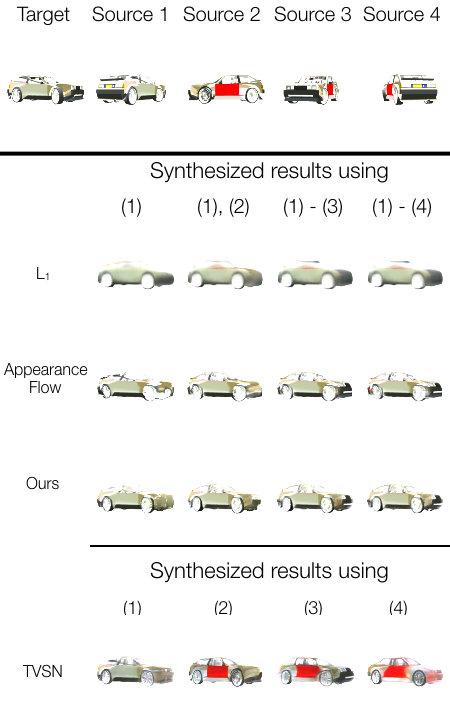 Target Source 1 Source 2 Source 3 Source 4
Synthesized results using
(1) (1), (2) (1) - (3) (1) - (4)
L₁
Appearance
Flow
Ours
Synthesized results using
(1) (2) (3) (4)
TVSN